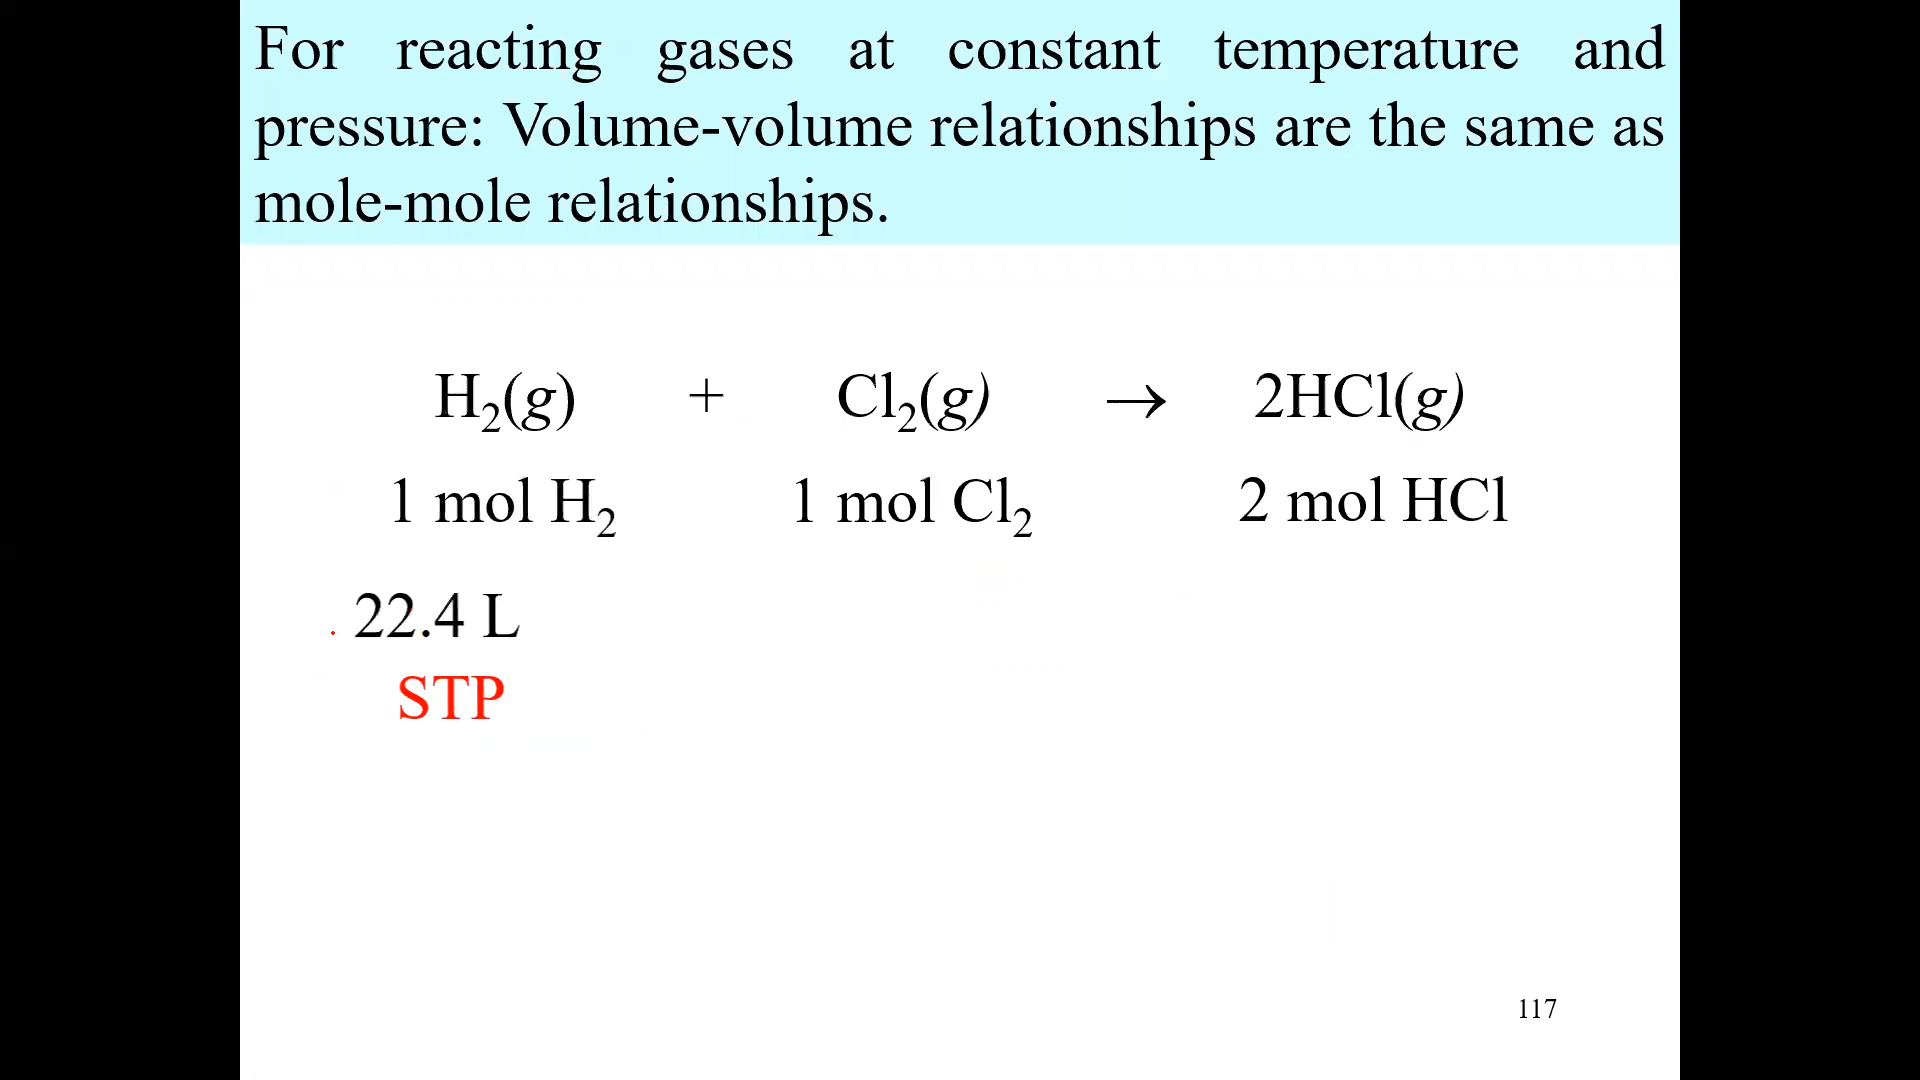 For reacting gases at constant temperature and
pressure: Volume-volume relationships are the same as
mole-mole relationships.
H₂(g) + Cl₂(g) → 2HCl(g)
1 mol H₂ 1 mol Cl₂ 2 mol HCl
22.4 L
STP
117